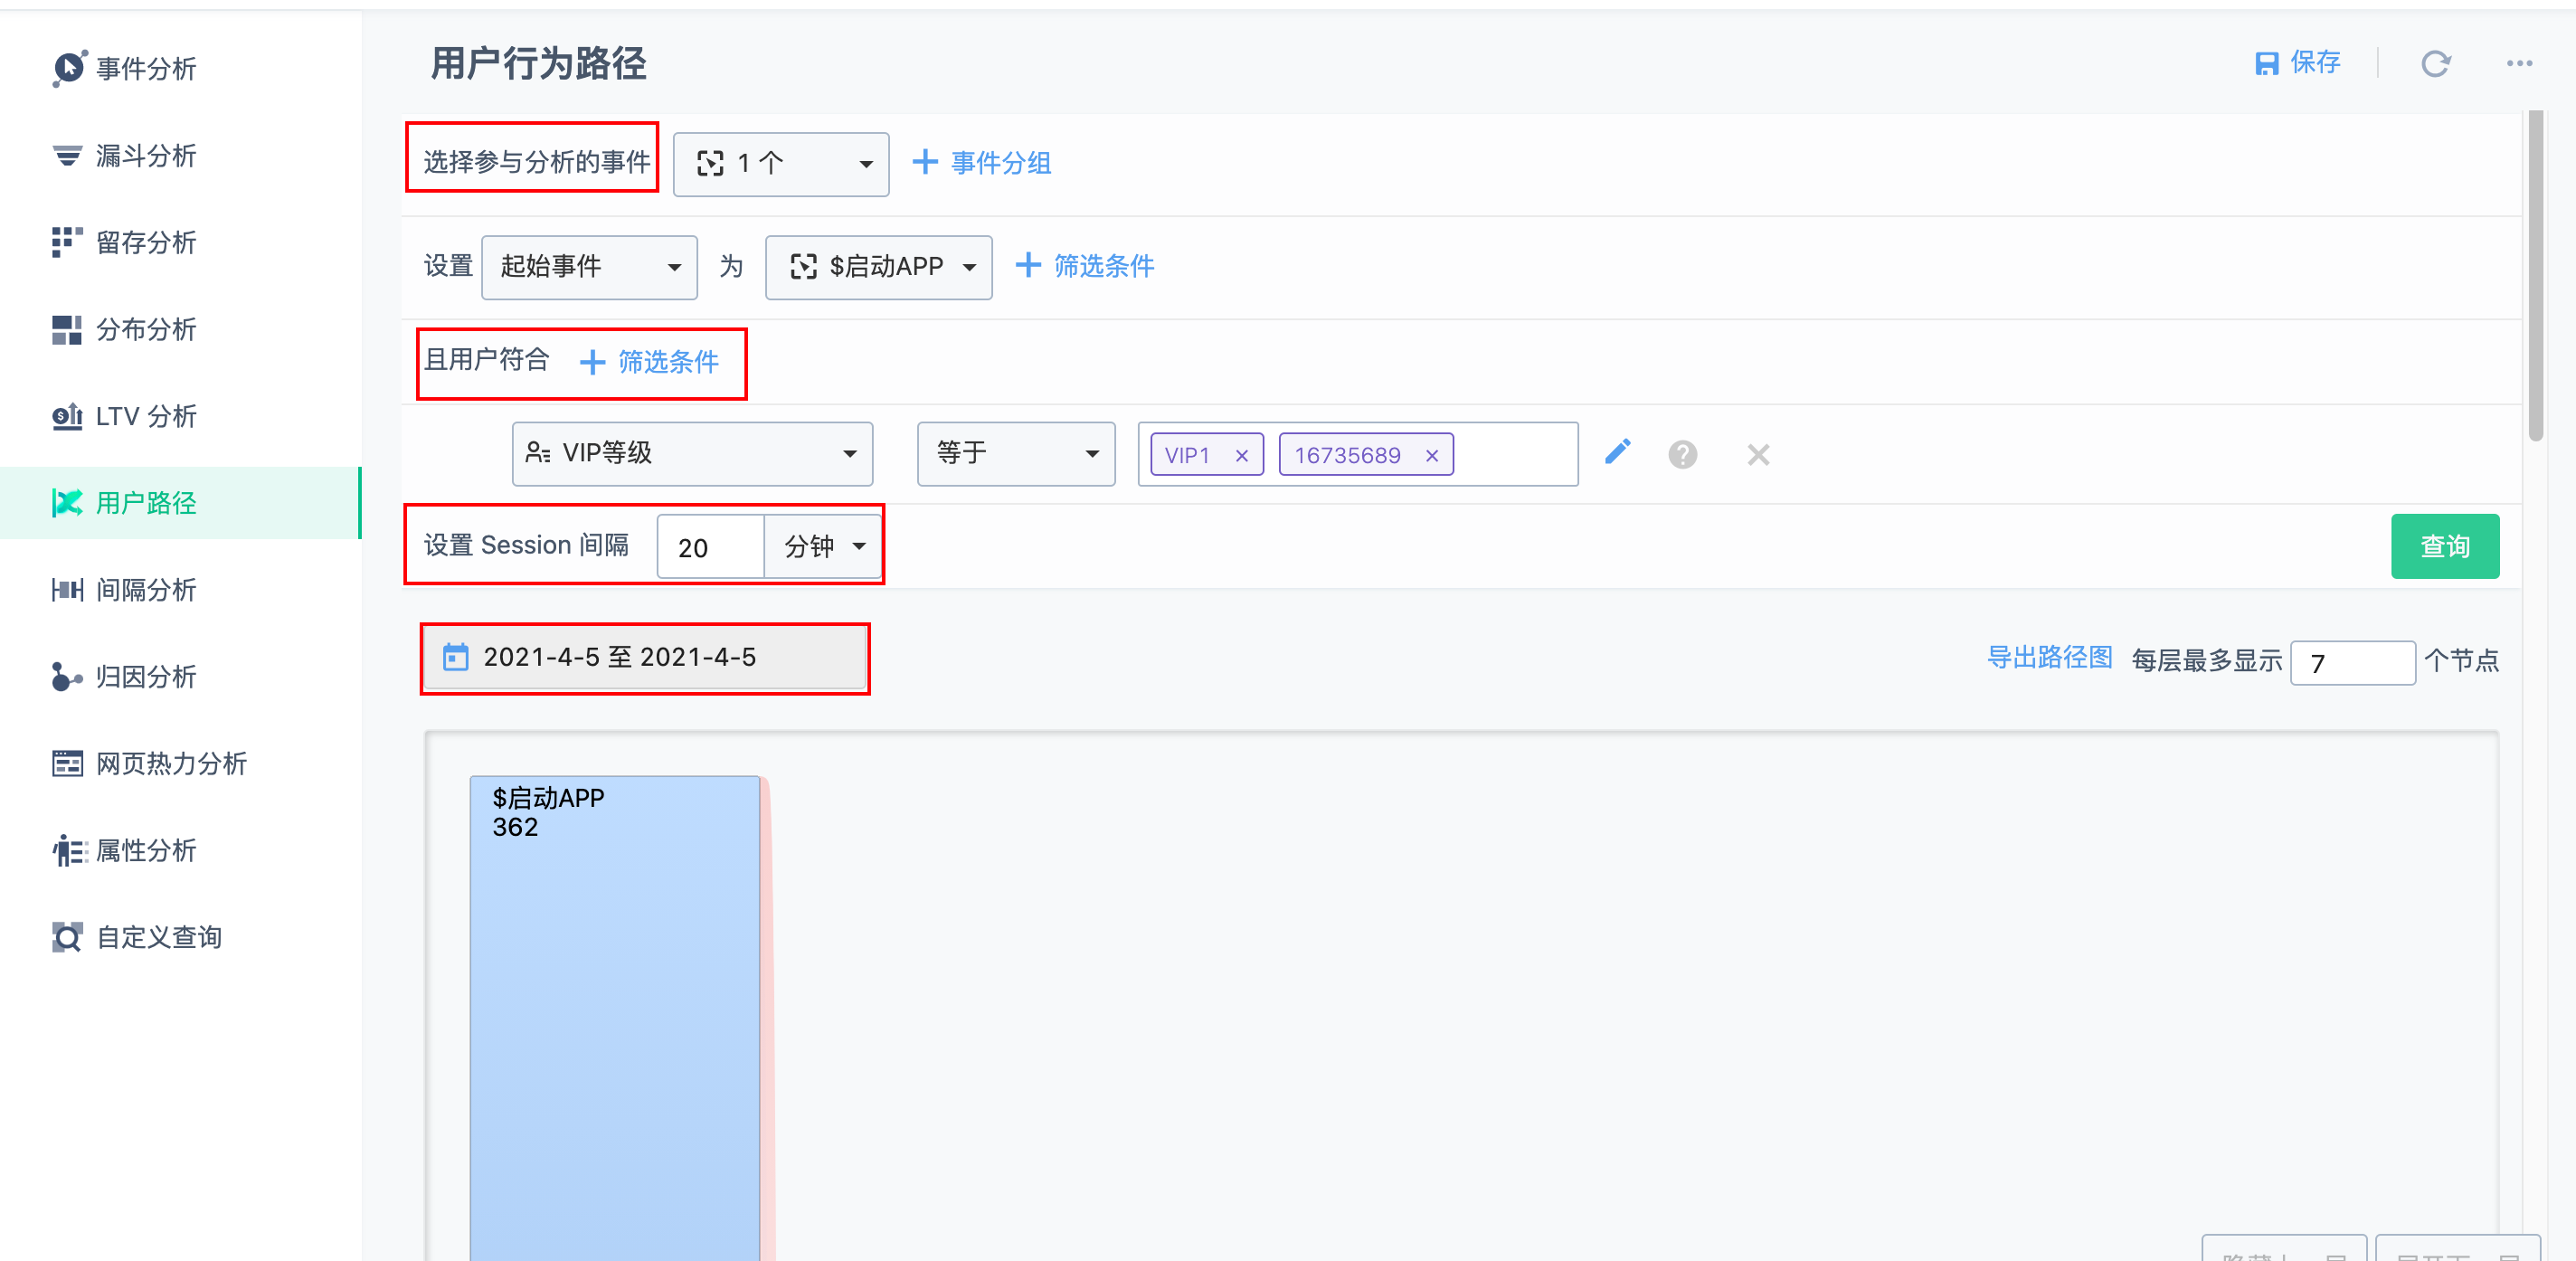 事件分析
漏斗分析
留存分析
分布分析
LTV 分析
用户路径
间隔分析
归因分析
网页热力分析
属性分析
自定义查询
用户行为路径
保存
选择参与分析的事件 1 个 事件分组
设置 起始事件 为 $启动APP 筛选条件
且用户符合 筛选条件
VIP等级 等于 VIP1 × 16735689 ×
设置 Session 间隔 20 分钟 查询
2021-4-5 至 2021-4-5 导出路径图 每层最多显示 7 个节点
$启动APP
362